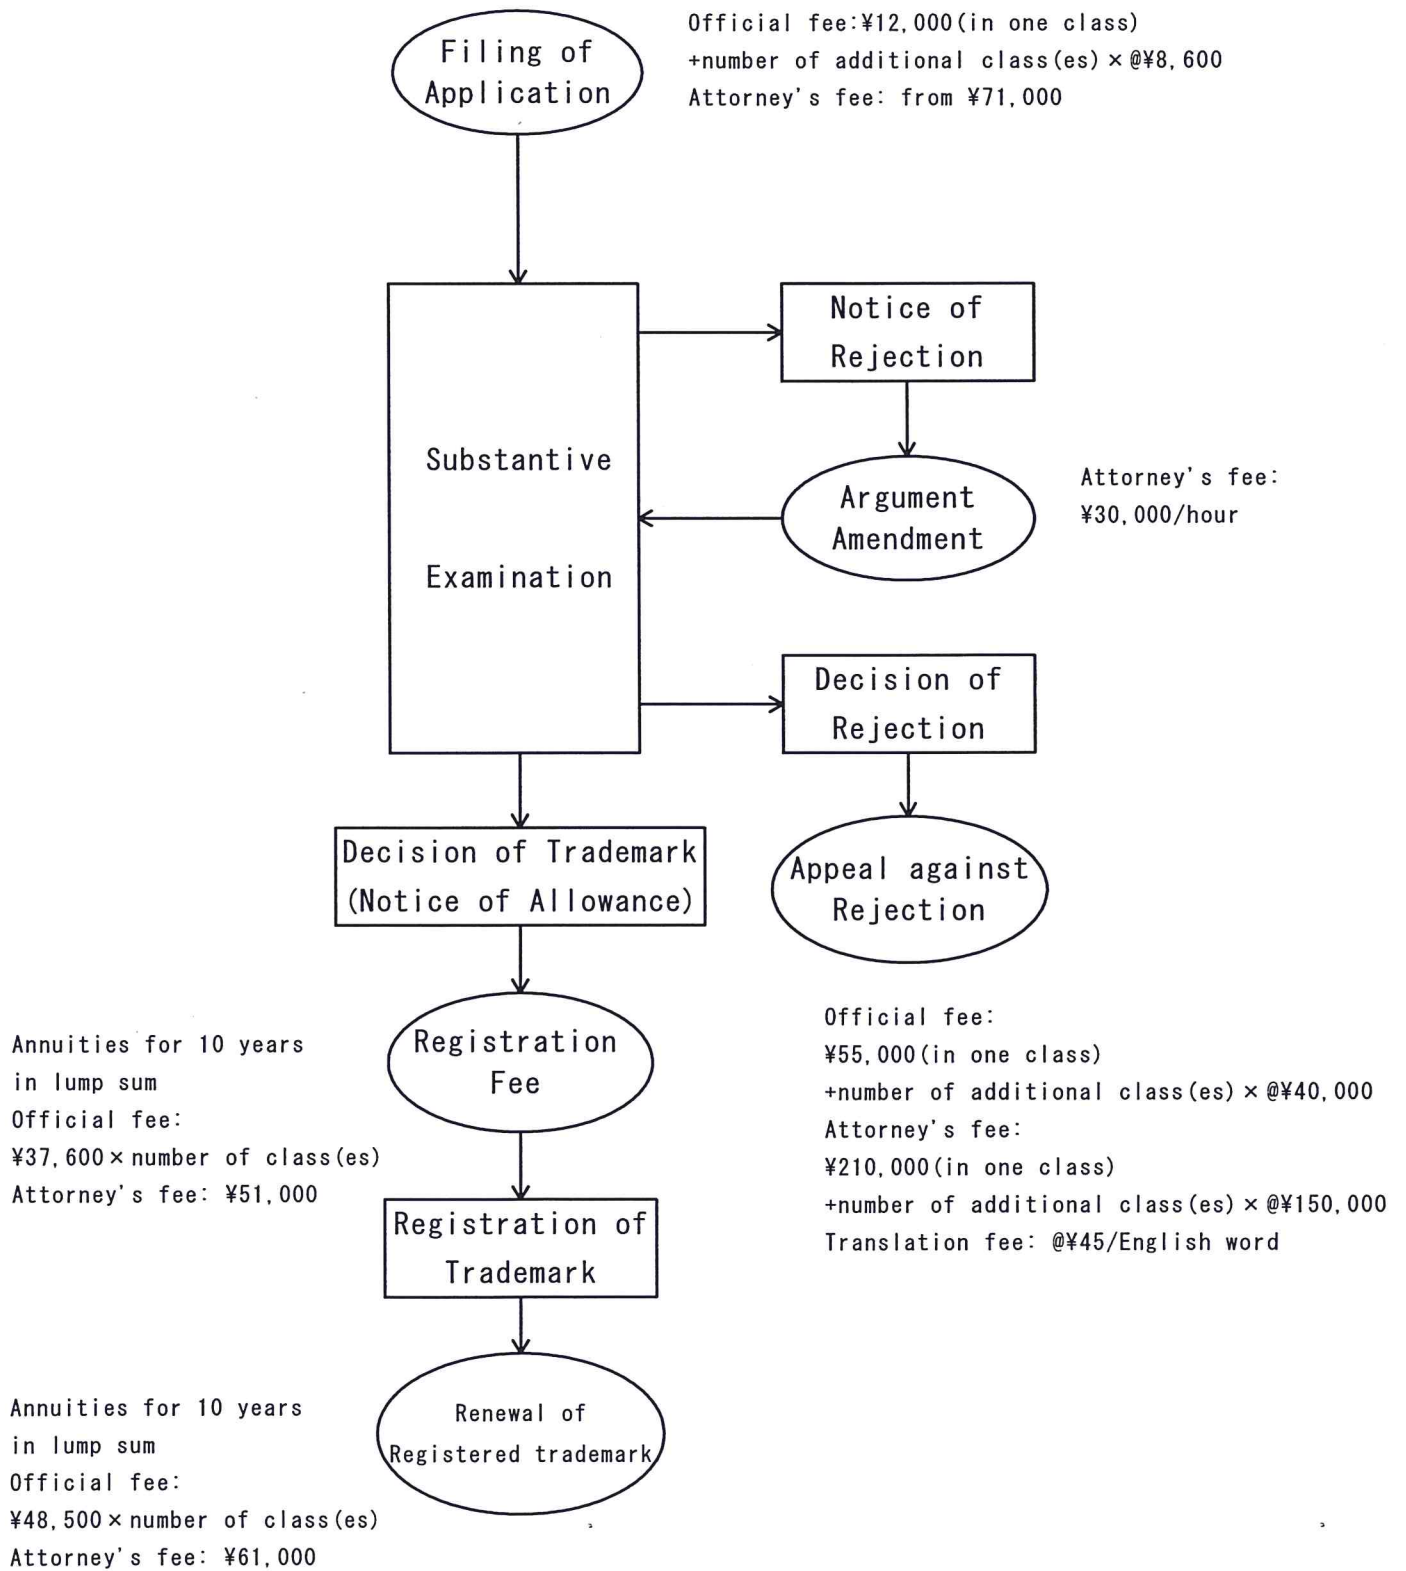 Filing of
Application
Official fee:¥12,000(in one class)
+number of additional class(es)×@¥8,600
Attorney's fee: from ¥71,000
Notice of
Rejection
Substantive
Examination
Argument
Amendment
Attorney's fee:
¥30,000/hour
Decision of
Rejection
Decision of Trademark
(Notice of Allowance)
Appeal against
Rejection
Official fee:
¥55,000(in one class)
+number of additional class(es)×@¥40,000
Attorney's fee:
¥210,000(in one class)
+number of additional class(es)×@¥150,000
Translation fee: @¥45/English word
Registration
Fee
Annuities for 10 years
in lump sum
Official fee:
¥37,600×number of class(es)
Attorney's fee: ¥51,000
Registration of
Trademark
Renewal of
Registered trademark
Annuities for 10 years
in lump sum
Official fee:
¥48,500×number of class(es)
Attorney's fee: ¥61,000